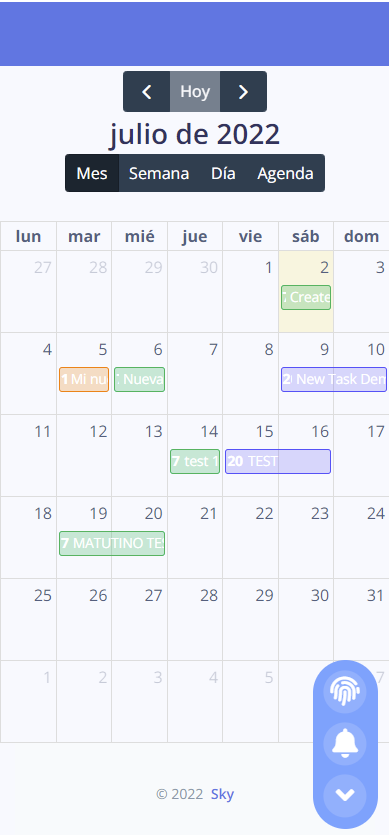 Hoy
julio de 2022
Mes Semana Día Agenda
lun mar mié jue vie sáb dom
27 28 29 30 1 2 3
Create
4 5 6 7 8 9 10
1 Mi nu Nueva New Task Den
11 12 13 14 15 16 17
7 test 1 20 TEST
18 19 20 21 22 23 24
7 MATUTINO TE
25 26 27 28 29 30 31
1 2 3 4 5 7
© 2022 Sky